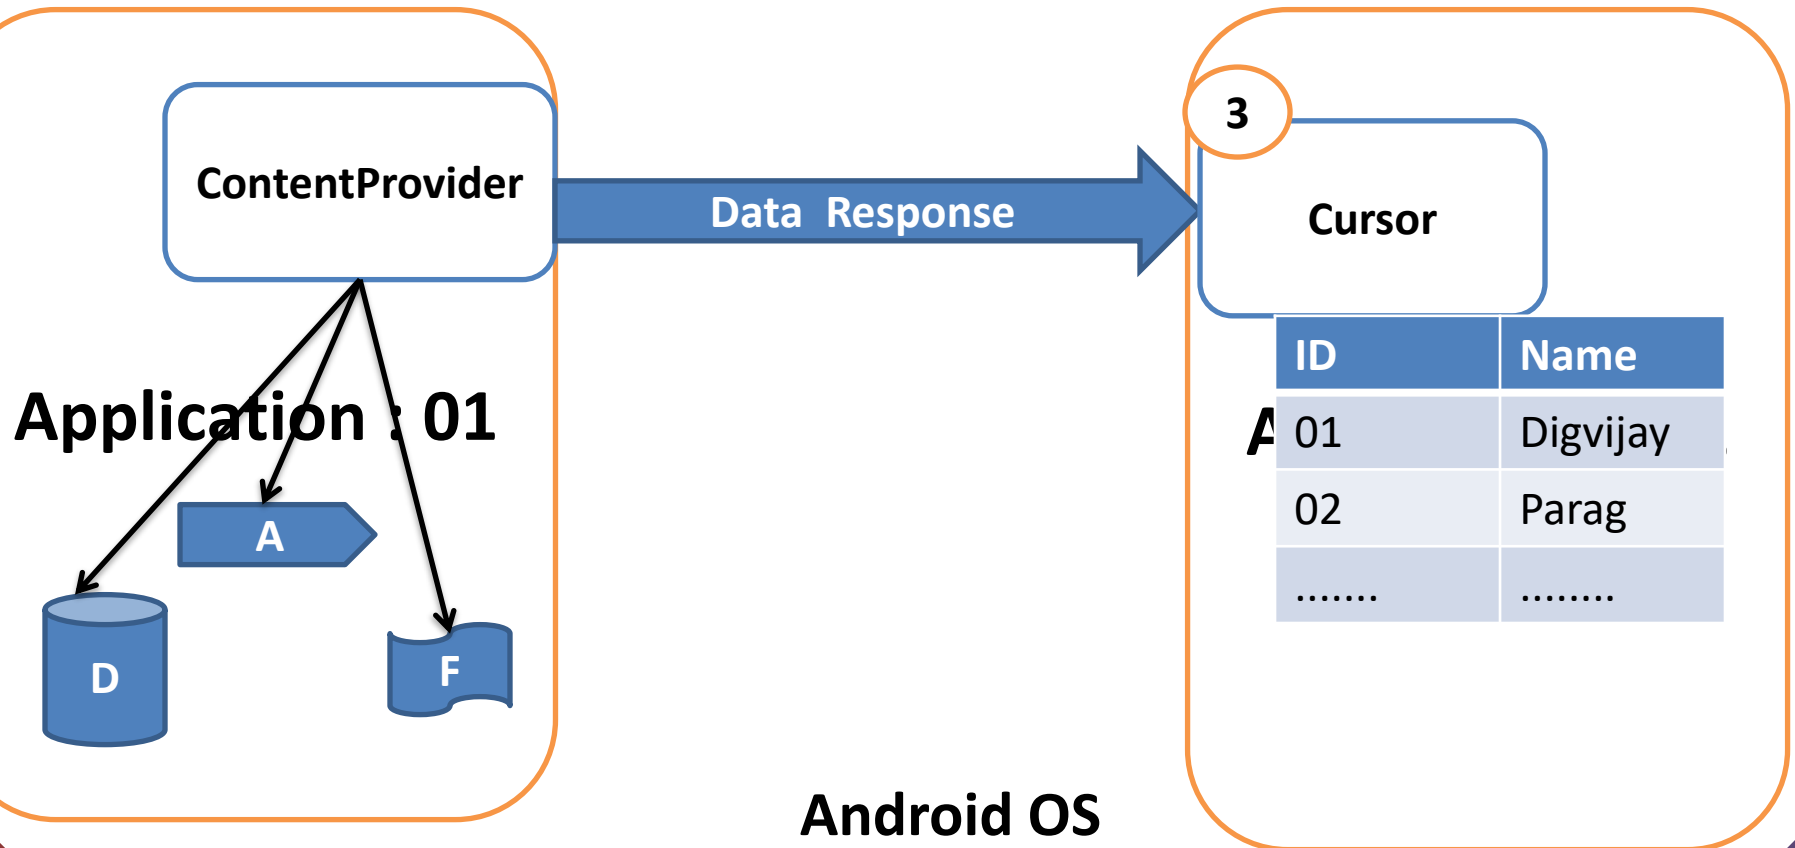 3
ContentProvider
Data Response
Cursor
ID Name
Application : 01
01 Digvijay
02 Parag
....... ........
A
D
F
Android OS